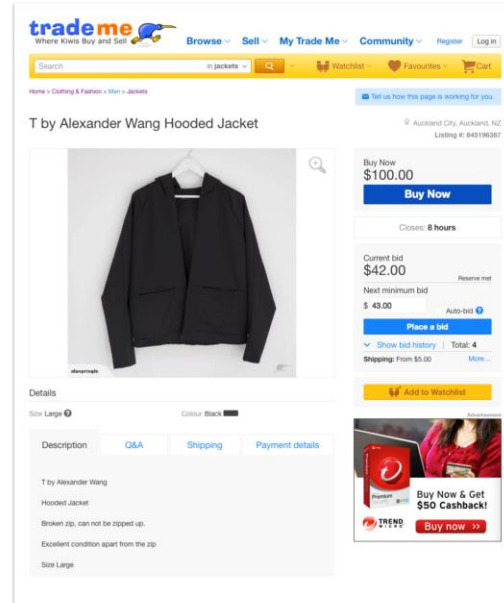 trade me
Where Kiwis Buy and Sell
Browse Sell My Trade Me Community Register Log in
Search in jackets Watchlist Favourites Cart
Home > Clothing & Fashion > Men > Jackets
Tell us how this page is working for you.
T by Alexander Wang Hooded Jacket
Auckland City, Auckland, NZ
Listing #: 845196387
Buy Now
$100.00
Buy Now
Closes: 8 hours
Current bid
$42.00
Reserve met
Next minimum bid
$ 43.00
Auto-bid ?
Place a bid
Show bid history | Total: 4
Shipping: From $5.00 More...
Add to Watchlist
Advertisement
Details
Size Large ? Colour Black
Description Q&A Shipping Payment details
T by Alexander Wang
Hooded Jacket
Broken zip, can not be zipped up.
Excellent condition apart from the zip
Size Large
Premium
Buy Now & Get
$50 Cashback!
TREND
MICRO
Buy now >>